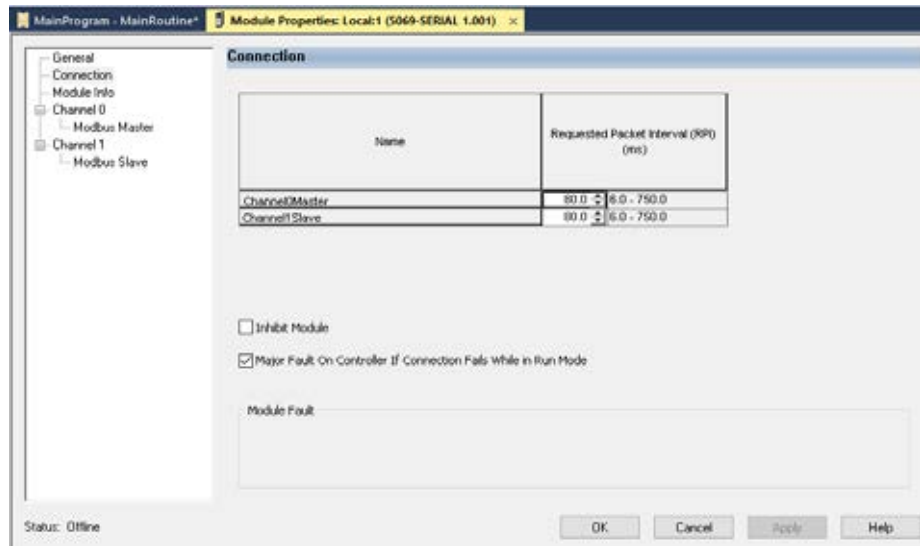 MainProgram - MainRoutine*
Module Properties: Local:1 (5069-SERIAL 1.001) ×
General
Connection
Module Info
Channel 0
Modbus Master
Channel 1
Modbus Slave
Connection
Name
Requested Packet Interval (RPI)
(ms)
Channel0Master 80.0 6.0 - 750.0
Channel1Slave 80.0 6.0 - 750.0
Inhibit Module
Major Fault On Controller If Connection Fails While in Run Mode
Module Fault
Status: Offline
OK Cancel Apply Help